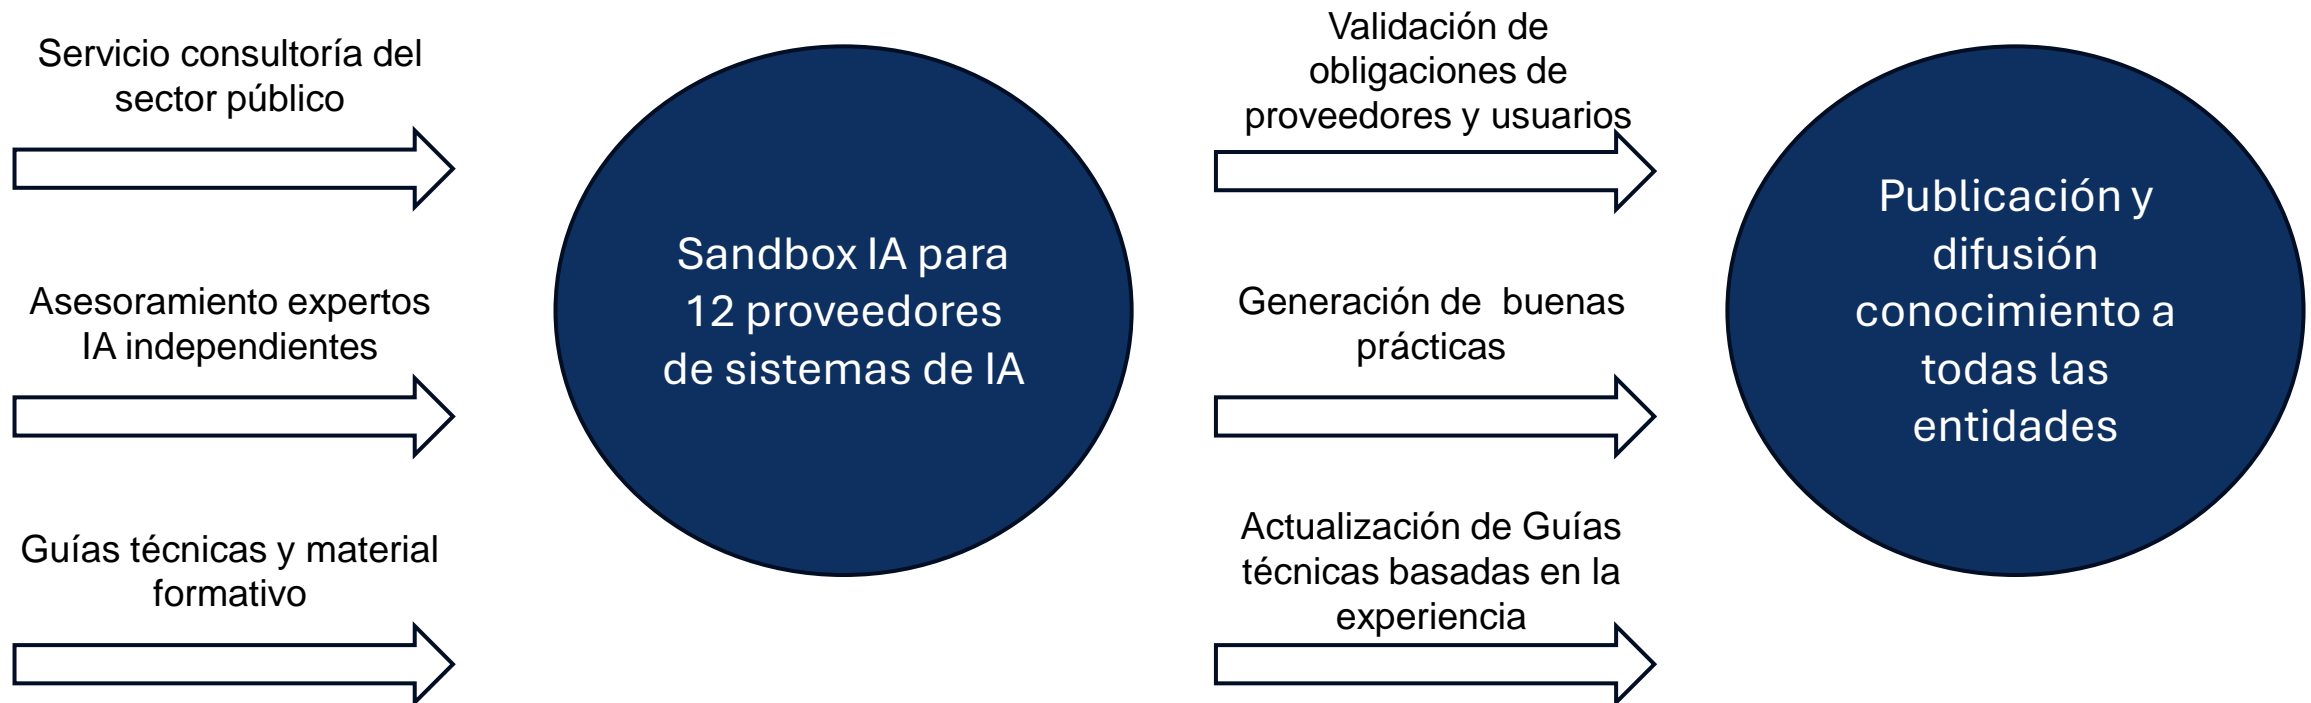 Servicio consultoría del
sector público
Asesoramiento expertos
IA independientes
Guías técnicas y material
formativo
Sandbox IA para
12 proveedores
de sistemas de IA
Validación de
obligaciones de
proveedores y usuarios
Generación de  buenas
prácticas
Actualización de Guías
técnicas basadas en la
experiencia
Publicación y
difusión
conocimiento a
todas las
entidades